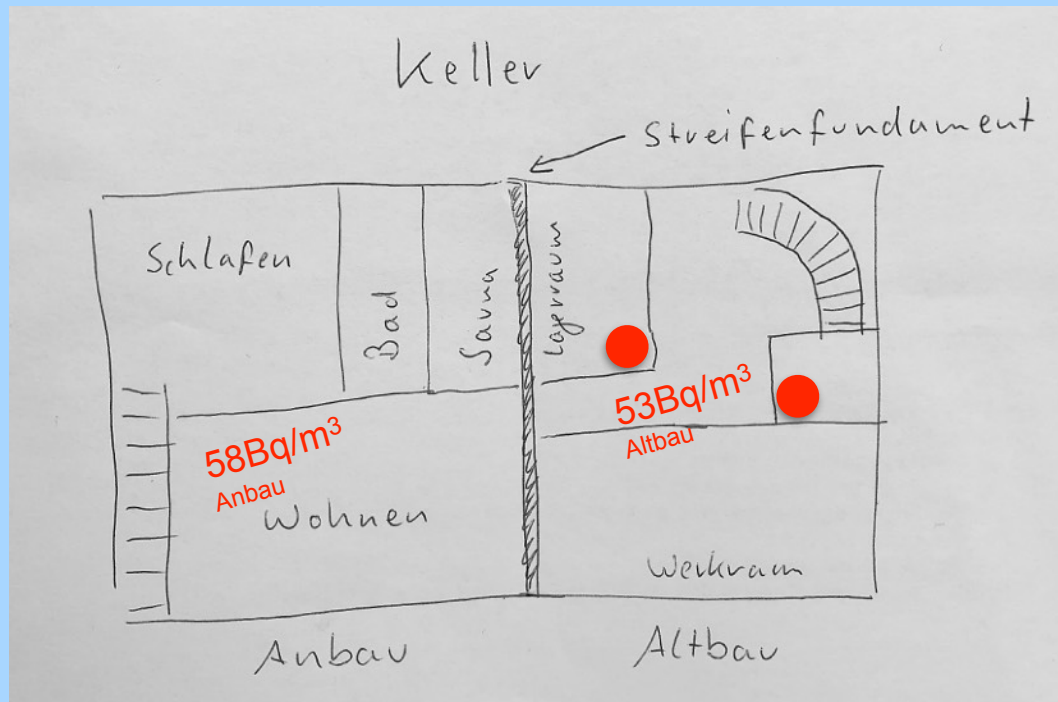 Keller
Streifenfundament
Schlafen
Bad
Sauna
Lagerraum
58Bq/m³
Anbau
53Bq/m³
Altbau
Wohnen
Werkraum
Anbau
Altbau